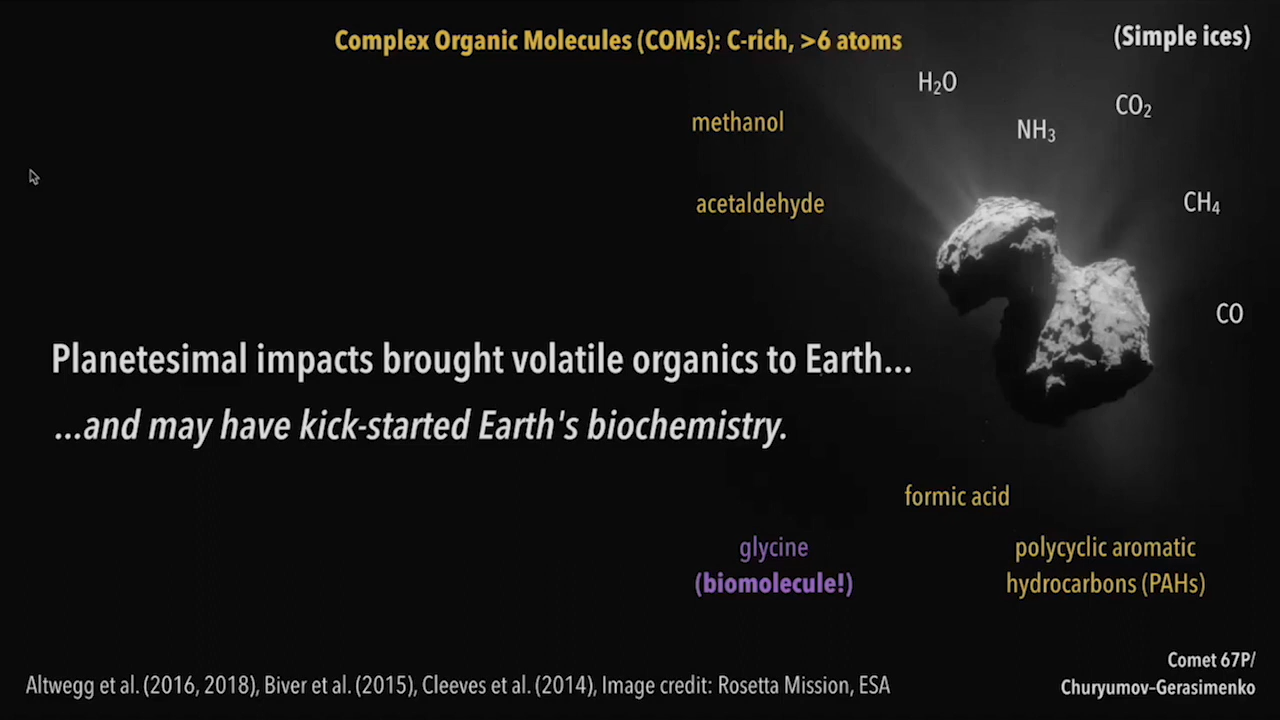 Complex Organic Molecules (COMs): C-rich, >6 atoms
(Simple ices)
H₂O
CO₂
methanol
NH₃
acetaldehyde
CH₄
CO
Planetesimal impacts brought volatile organics to Earth...
...and may have kick-started Earth's biochemistry.
formic acid
glycine
(biomolecule!)
polycyclic aromatic
hydrocarbons (PAHs)
Comet 67P/
Churyumov–Gerasimenko
Altwegg et al. (2016, 2018), Biver et al. (2015), Cleeves et al. (2014), Image credit: Rosetta Mission, ESA